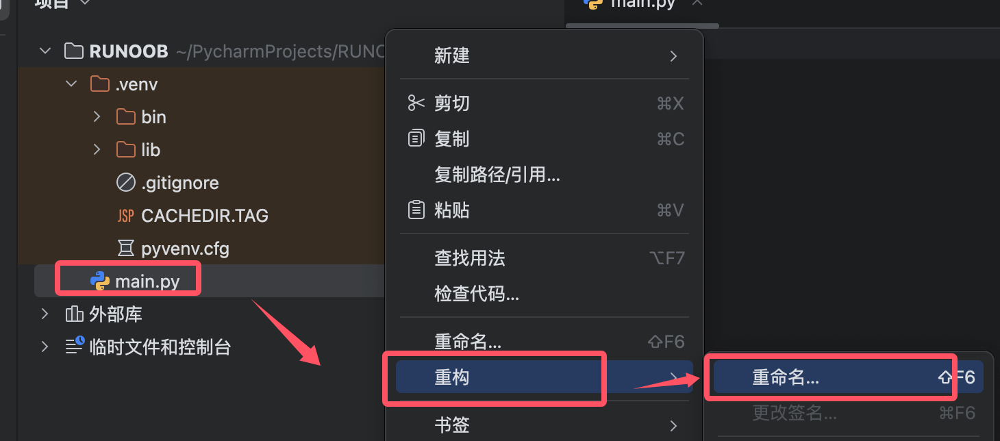 项目
main.py
RUNOOB ~/PycharmProjects/RUNO
.venv
bin
lib
.gitignore
JSP CACHEDIR.TAG
pyvenv.cfg
main.py
外部库
临时文件和控制台
新建
剪切 ⌘X
复制 ⌘C
复制路径/引用...
粘贴 ⌘V
查找用法 ⌥F7
检查代码...
重命名... ⇧F6
重构
书签
重命名... ⇧F6
更改签名... ⌘F6